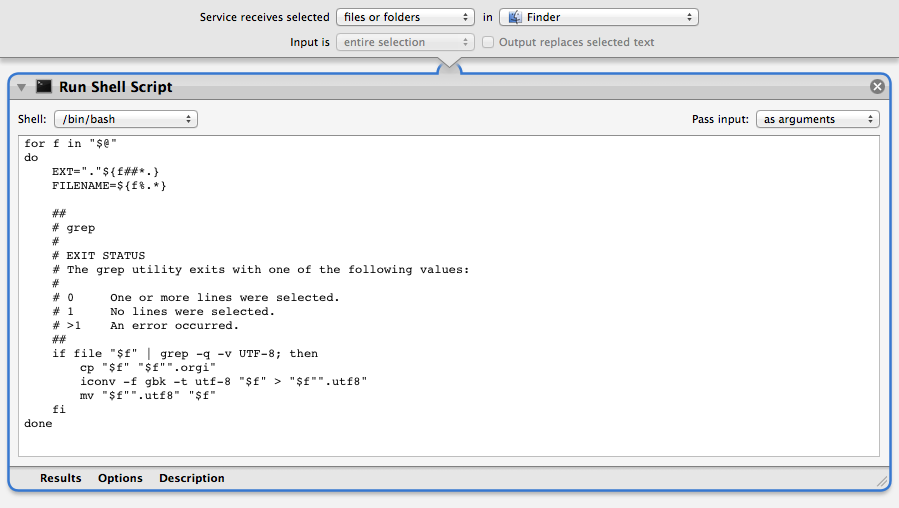 Service receives selected files or folders in Finder
Input is entire selection Output replaces selected text
Run Shell Script
Shell: /bin/bash Pass input: as arguments
for f in "$@"
do
    EXT="."${f##*.}
    FILENAME=${f%.*}

    ##
    # grep
    #
    # EXIT STATUS
    # The grep utility exits with one of the following values:
    #
    # 0     One or more lines were selected.
    # 1     No lines were selected.
    # >1    An error occurred.
    ##
    if file "$f" | grep -q -v UTF-8; then
        cp "$f" "$f"".orgi"
        iconv -f gbk -t utf-8 "$f" > "$f"".utf8"
        mv "$f"".utf8" "$f"
    fi
done
Results Options Description